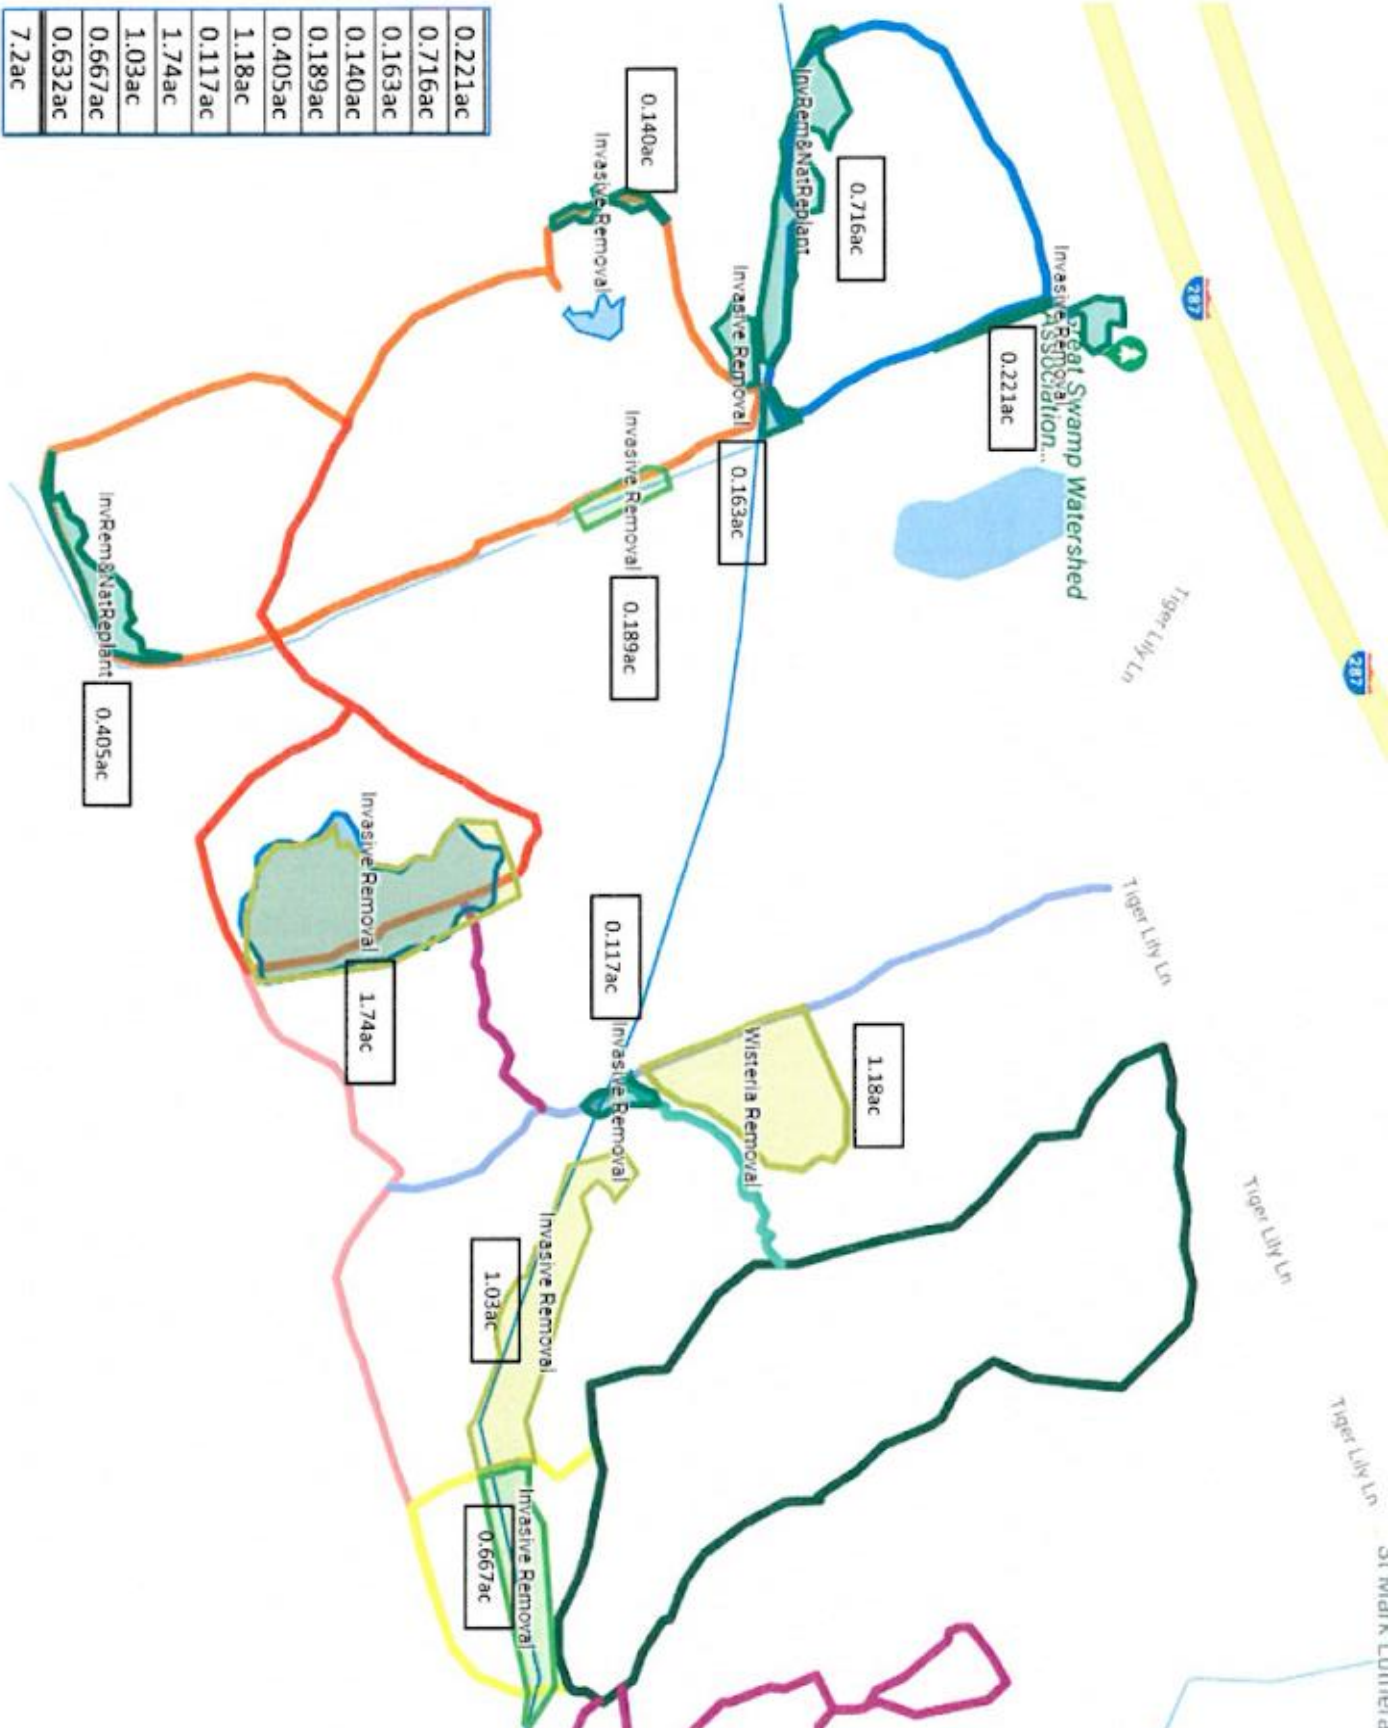 287
287
Tiger Lily Ln
Tiger Lily Ln
Tiger Lily Ln
Tiger Lily Ln
Great Swamp Watershed
Association...
Invasive Removal
0.221ac
0.716ac
InvRem&NatReplant
Invasive Removal
0.163ac
0.140ac
Invasive Removal
Invasive Removal
0.189ac
InvRem&NatReplant
0.405ac
1.18ac
Wisteria Removal
0.117ac
Invasive Removal
Invasive Removal
1.74ac
Invasive Removal
1.03ac
Invasive Removal
0.667ac
St Mark
0.221ac
0.716ac
0.163ac
0.140ac
0.189ac
0.405ac
1.18ac
0.117ac
1.74ac
1.03ac
0.667ac
0.632ac
7.2ac